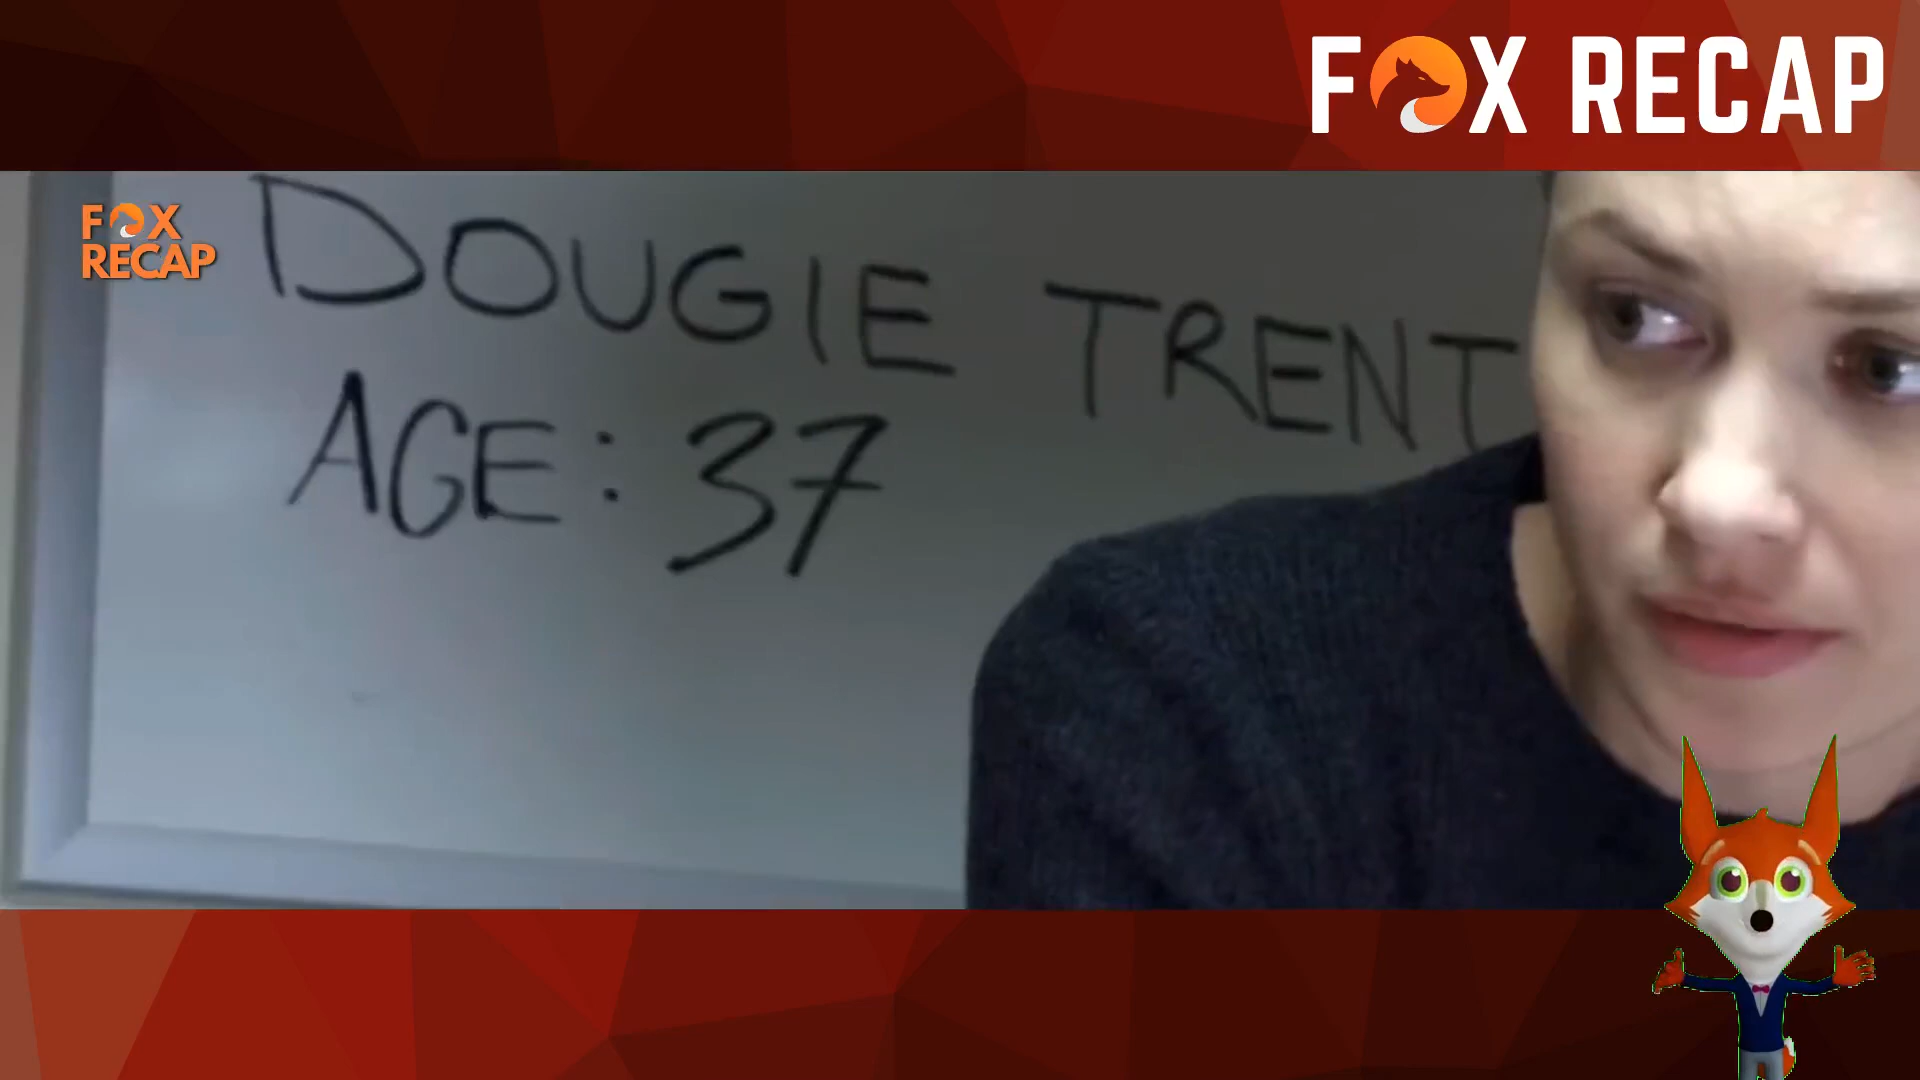 FOX RECAP
FOX
RECAP
DOUGIE TRENT
AGE: 37